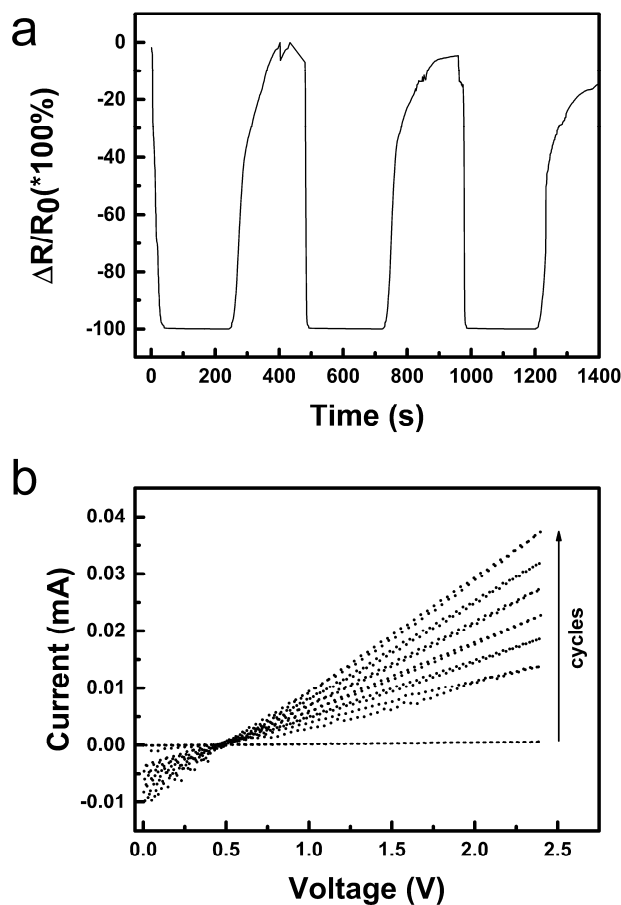 a
0
-20
-40
-60
-80
-100
ΔR/R0(*100%)
0 200 400 600 800 1000 1200 1400
Time (s)
b
0.04
0.03
0.02
0.01
0.00
-0.01
Current (mA)
cycles
0.0 0.5 1.0 1.5 2.0 2.5
Voltage (V)